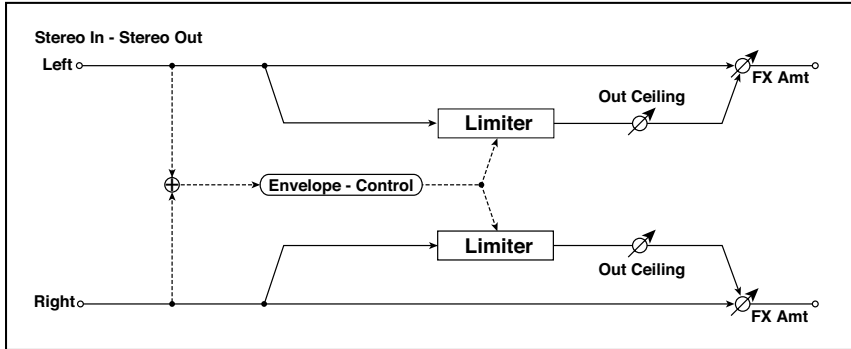 Stereo In - Stereo Out
Left
FX Amt
Out Ceiling
Limiter
Envelope - Control
Limiter
Out Ceiling
Right
FX Amt